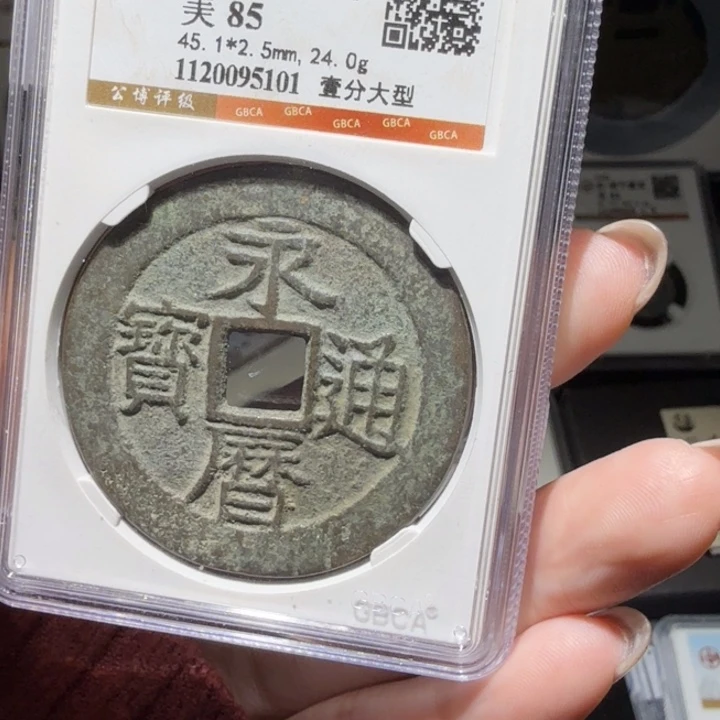 美 85
45.1*2.5mm, 24.0g
1120095101 壹分大型
公博评级 GBCA GBCA GBCA GBCA GBCA
永曆通寶
GBCA